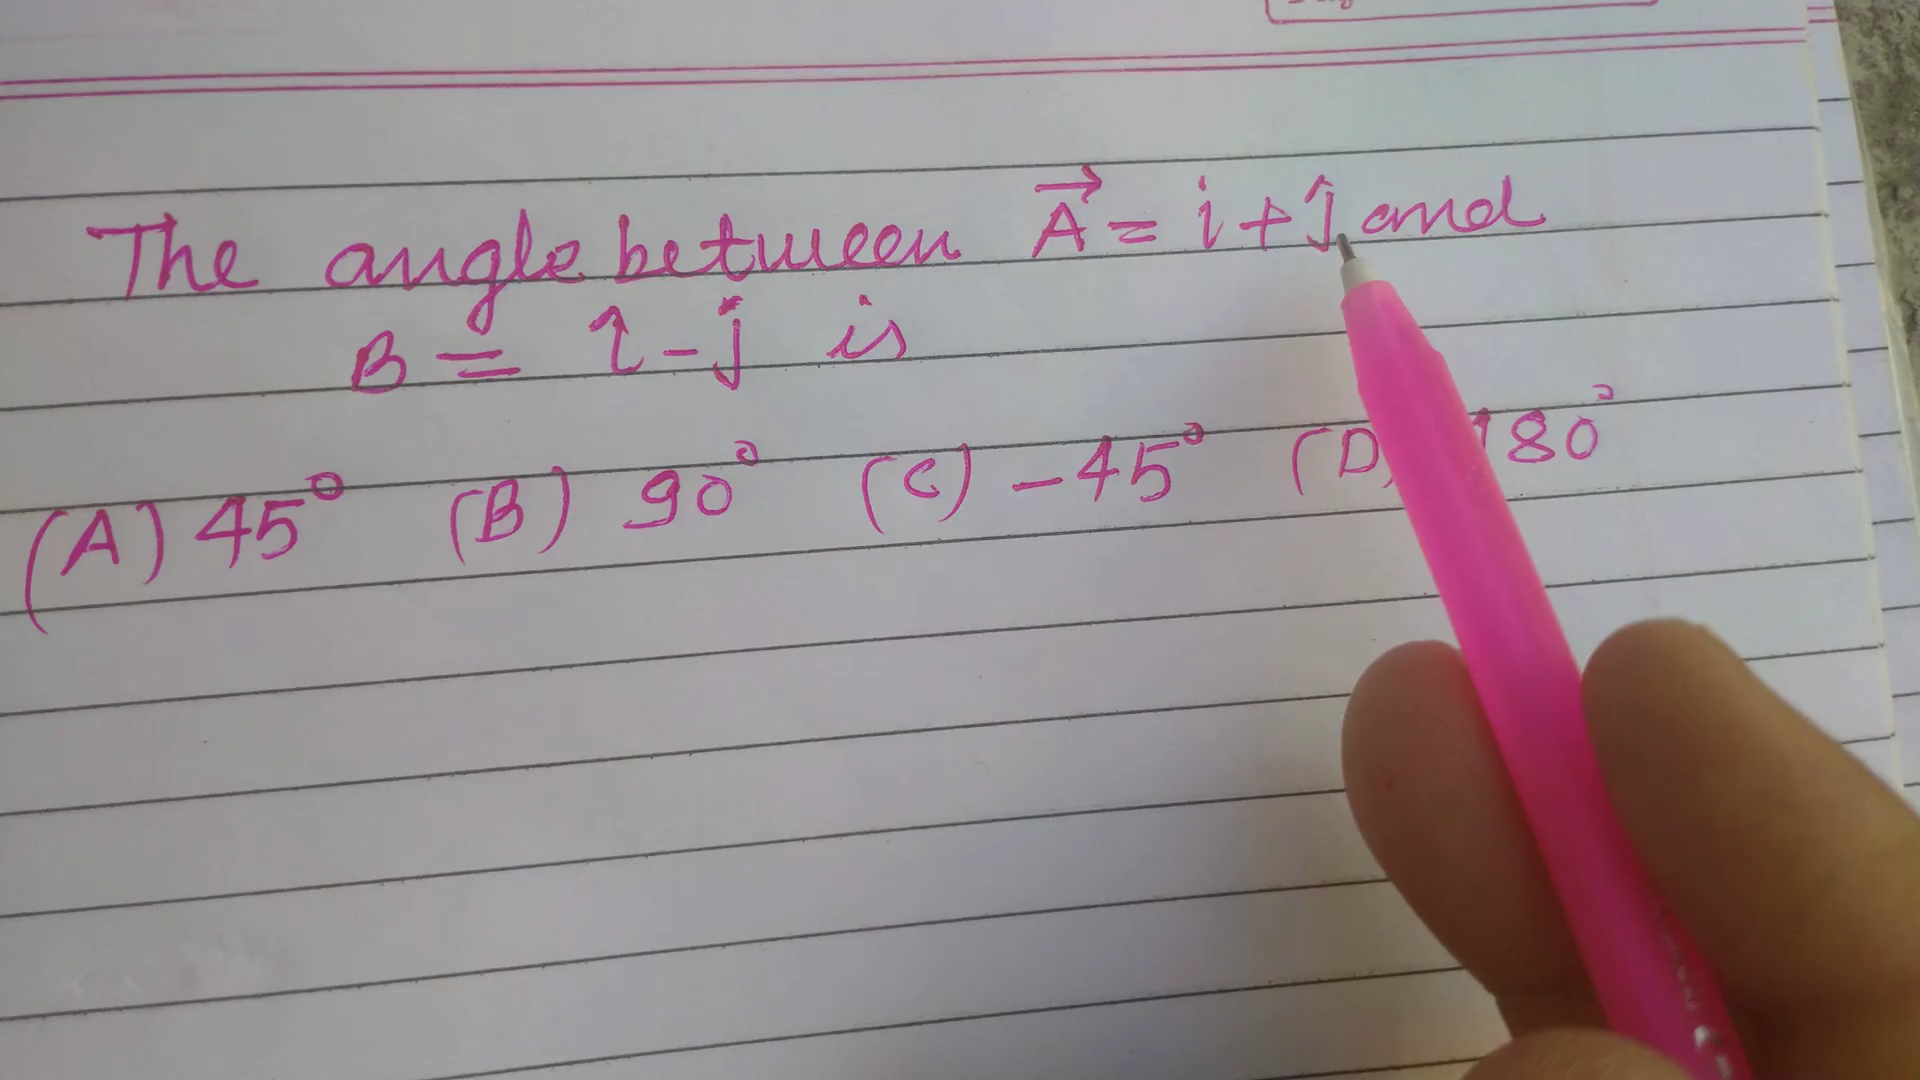 The angle between A⃗ = i + ĵ and
B = î - j is
(A) 45° (B) 90° (C) -45° (D) 180°